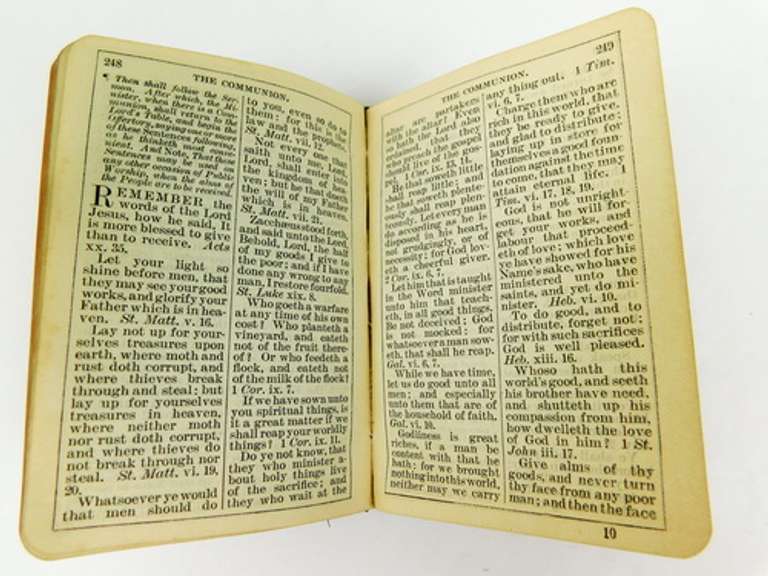 248
THE COMMUNION.
¶ Then shall follow the Ser-
mon. After which, the Mi-
nister, when there is a Com-
munion, shall return to the
Lord's Table, and begin the
Offertory, saying one or more
of these Sentences following,
as he thinketh most conve-
nient. And Note, That these
Sentences may be used on
any other occasion of Public
Worship, when the alms of
the People are to be received.
REMEMBER the
words of the Lord
Jesus, how he said, It
is more blessed to give
than to receive. Acts
xx. 35.
Let your light so
shine before men, that
they may see your good
works, and glorify your
Father which is in hea-
ven. St. Matt. v. 16.
Lay not up for your-
selves treasures upon
earth, where moth and
rust doth corrupt, and
where thieves break
through and steal: but
lay up for yourselves
treasures in heaven,
where neither moth
nor rust doth corrupt,
and where thieves do
not break through nor
steal. St. Matt. vi. 19,
20.
Whatsoever ye would
that men should do
to you, even so do to
them: for this is the
law and the prophets.
St. Matt. vii. 12.
Not every one that
saith unto me, Lord,
Lord, shall enter into
the kingdom of hea-
ven; but he that doeth
the will of my Father
which is in heaven.
St. Matt. vii. 21.
Zacchæus stood forth,
and said unto the Lord,
Behold, Lord, the half
of my goods I give to
the poor; and if I have
done any wrong to any
man, I restore fourfold.
St. Luke xix. 8.
Who goeth a warfare
at any time of his own
cost? Who planteth a
vineyard, and eateth
not of the fruit there-
of? Or who feedeth a
flock, and eateth not
of the milk of the flock?
1 Cor. ix. 7.
If we have sown unto
you spiritual things, is
it a great matter if we
shall reap your worldly
things? 1 Cor. ix. 11.
Do ye not know, that
they who minister a-
bout holy things live
of the sacrifice; and
they who wait at the
249
THE COMMUNION.
altar are partakers
with the altar? Even
so hath the Lord also
ordained, that they
who preach the gospel
should live of the gos-
pel. 1 Cor. ix. 13, 14.
He that soweth little
shall reap little; and
he that soweth plente-
ously shall reap plen-
teously. Let every man
do according as he is
disposed in his heart,
not grudgingly, or of
necessity; for God lov-
eth a cheerful giver.
2 Cor. ix. 6, 7.
Let him that is taught
in the Word minister
unto him that teach-
eth, in all good things.
Be not deceived; God
is not mocked: for
whatsoever a man sow-
eth, that shall he reap.
Gal. vi. 6, 7.
While we have time,
let us do good unto all
men; and especially
unto them that are of
the household of faith.
Gal. vi. 10.
Godliness is great
riches, if a man be
content with that he
hath: for we brought
nothing into this world,
neither may we carry
any thing out. 1 Tim.
vi. 6, 7.
Charge them who are
rich in this world, that
they be ready to give,
and glad to distribute;
laying up in store for
themselves a good foun-
dation against the time
to come, that they may
attain eternal life. 1
Tim. vi. 17, 18, 19.
God is not unright-
eous, that he will for-
get your works, and
labour that proceed-
eth of love; which love
ye have showed for his
Name's sake, who have
ministered unto the
saints, and yet do mi-
nister. Heb. vi. 10.
To do good, and to
distribute, forget not;
for with such sacrifices
God is well pleased.
Heb. xiii. 16.
Whoso hath this
world's good, and seeth
his brother have need,
and shutteth up his
compassion from him,
how dwelleth the love
of God in him? 1 St.
John iii. 17.
Give alms of thy
goods, and never turn
thy face from any poor
man; and then the face
10